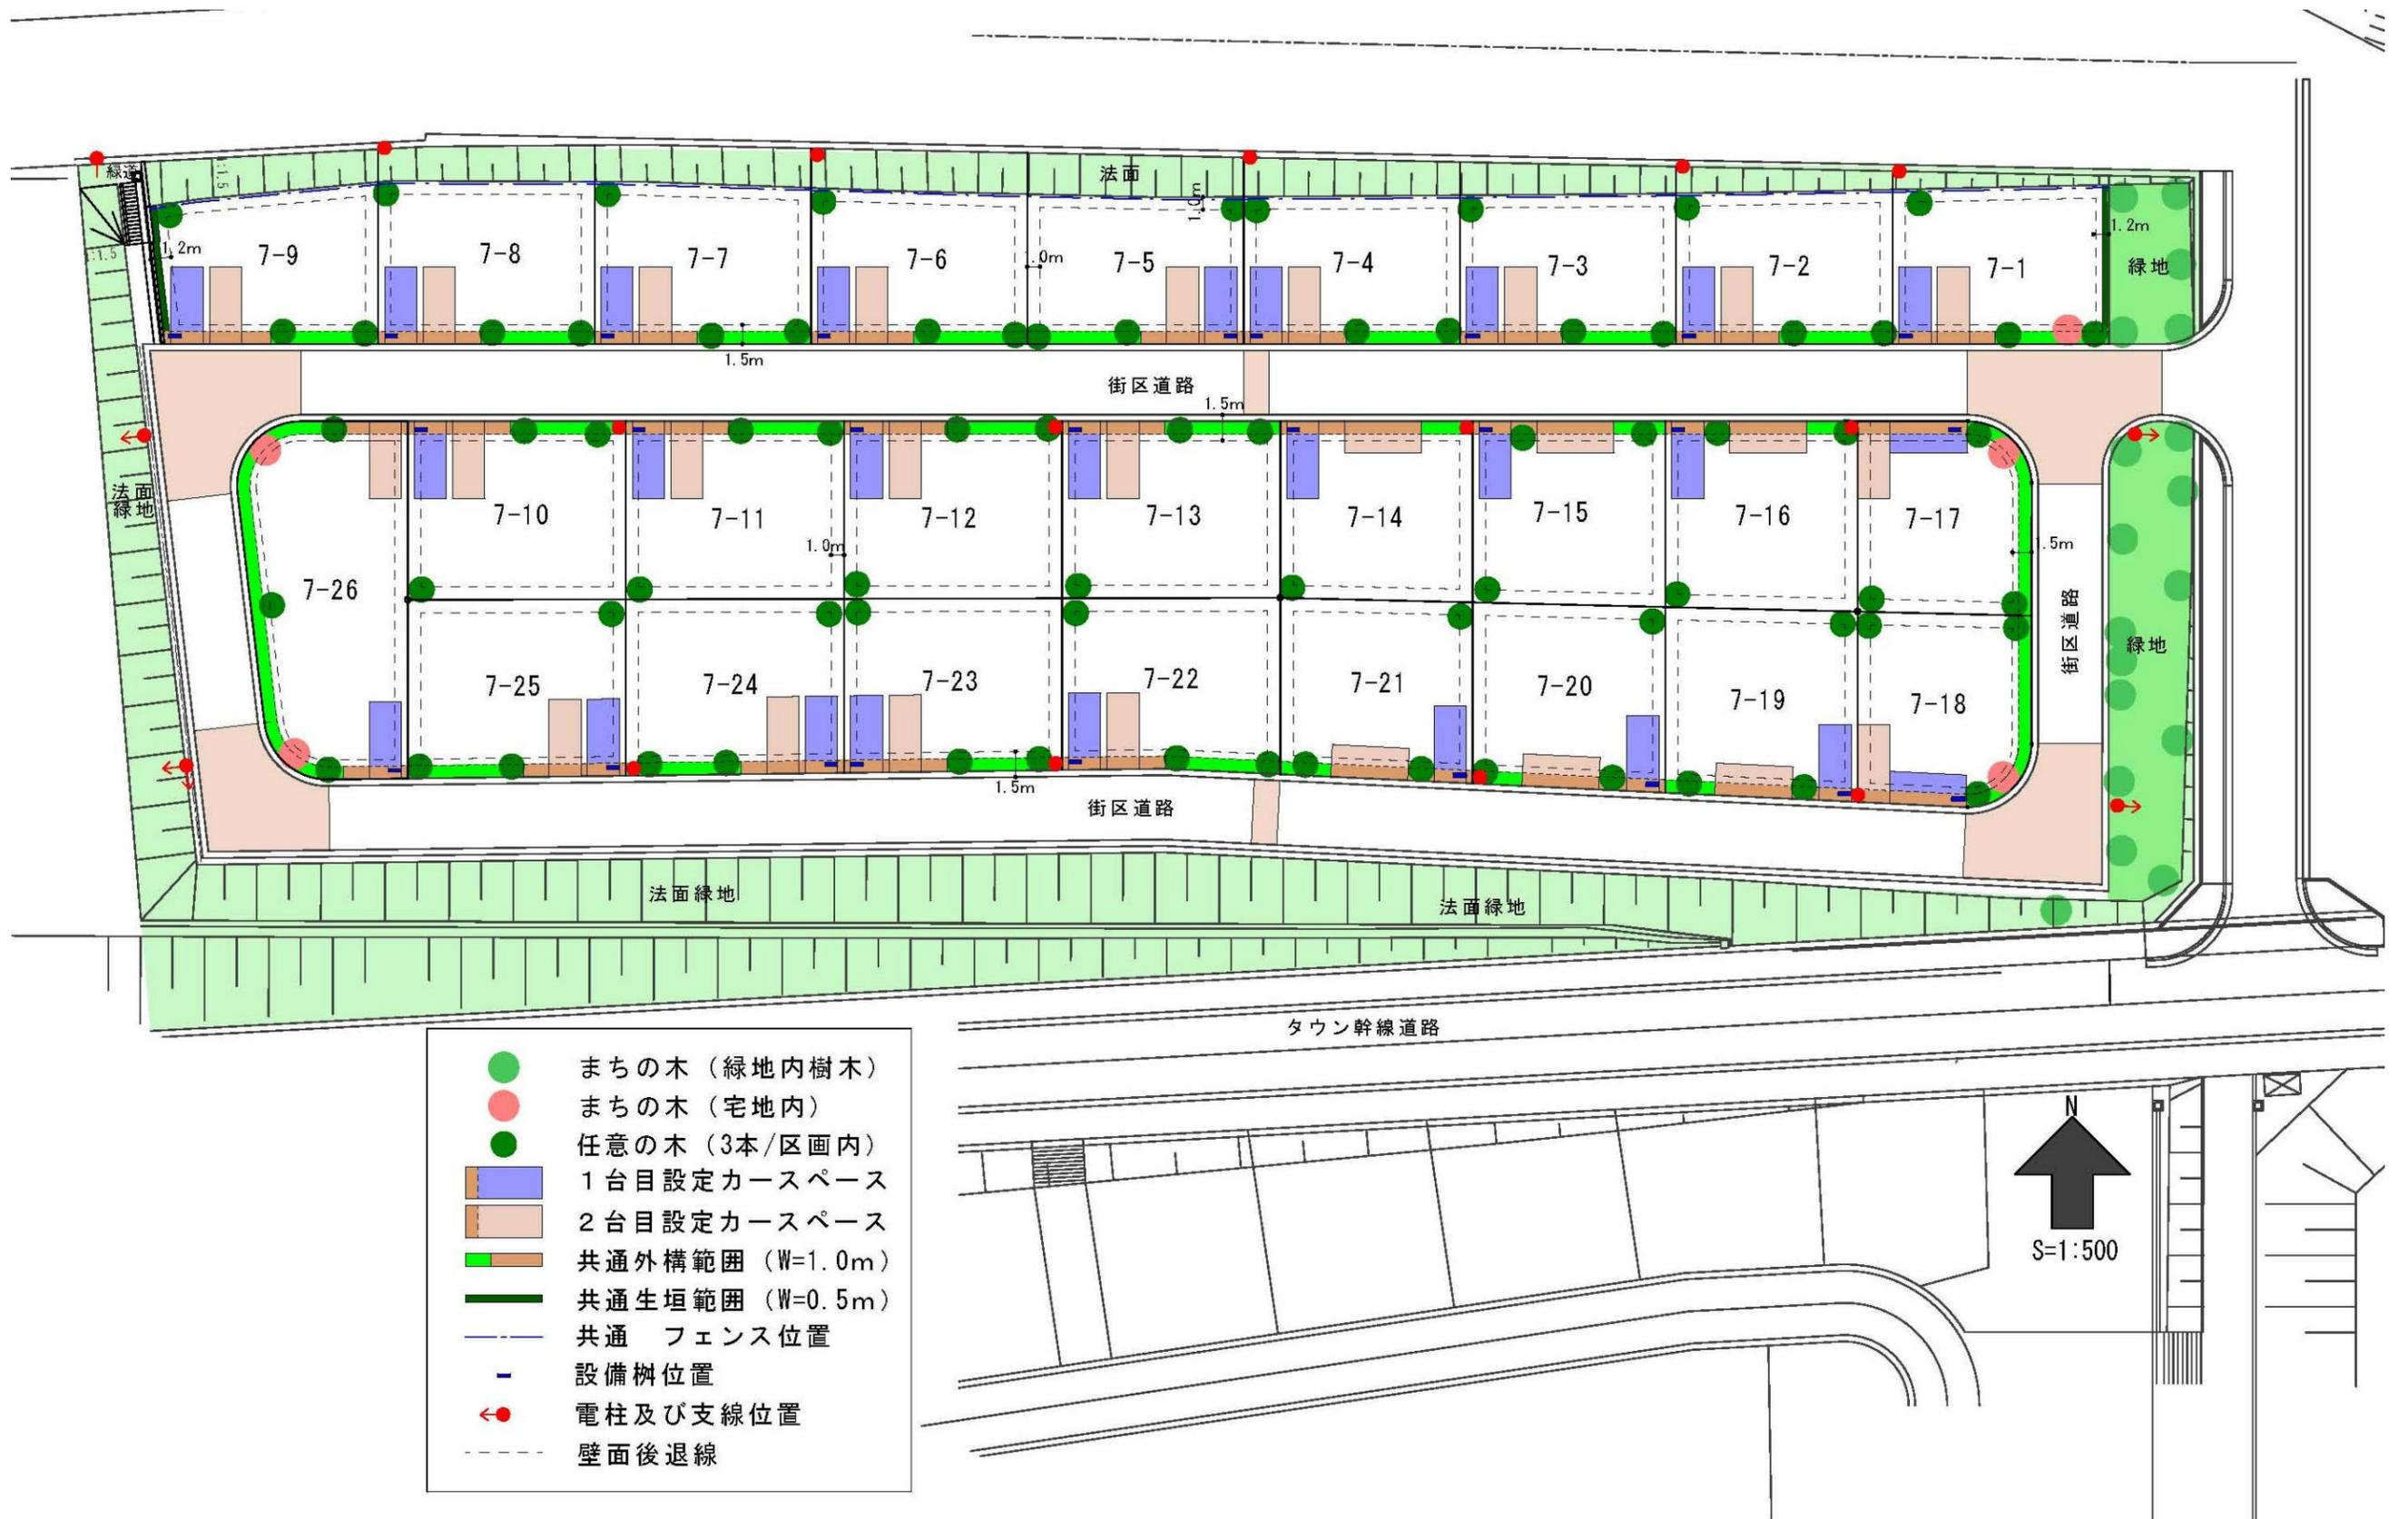 緑道
1:1.5
法面
1.0m
1.2m
1:1.5
7-9
7-8
7-7
7-6
1.0m
7-5
7-4
7-3
7-2
7-1
1.2m
緑地
1.5m
街区道路
1.5m
法面
緑地
7-10
7-11
7-12
7-13
7-14
7-15
7-16
7-17
1.0m
1.5m
7-26
街区道路
緑地
7-25
7-24
7-23
7-22
7-21
7-20
7-19
7-18
1.5m
街区道路
法面緑地
法面緑地
タウン幹線道路
まちの木（緑地内樹木）
まちの木（宅地内）
任意の木（3本/区画内）
1台目設定カースペース
2台目設定カースペース
共通外構範囲（W=1.0m）
共通生垣範囲（W=0.5m）
共通　フェンス位置
設備桝位置
電柱及び支線位置
壁面後退線
N
S=1:500